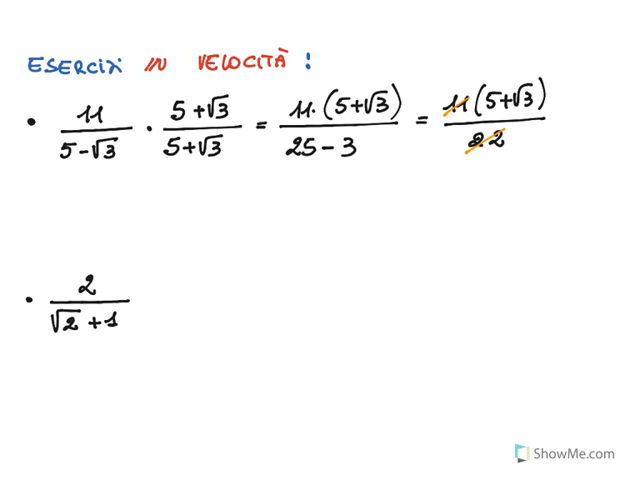 ESERCIZI IN VELOCITÀ :
• 11/(5-√3) · (5+√3)/(5+√3) = 11·(5+√3)/(25-3) = 11(5+√3)/22
• 2/(√2+1)
ShowMe.com